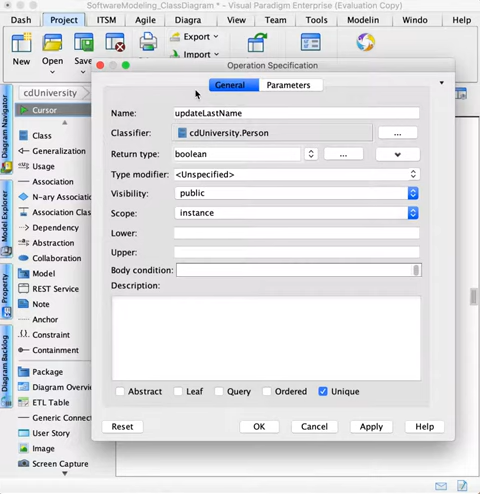 SoftwareModeling_ClassDiagram * - Visual Paradigm Enterprise (Evaluation Copy)
Dash Project ITSM Agile Diagra View Team Tools Modelin Window Help
New Open Save Export Import
cdUniversity
Operation Specification
General Parameters
Diagram Navigator
Model Explorer
Property
Diagram Backlog
Cursor
Class
Generalization
Usage
Association
N-ary Associatio
Association Class
Dependency
Abstraction
Collaboration
Model
REST Service
Note
Anchor
Constraint
Containment
Package
Diagram Overvie
ETL Table
Generic Connect
User Story
Image
Screen Capture
Name: updateLastName
Classifier: cdUniversity.Person ...
Return type: boolean ...
Type modifier: <Unspecified>
Visibility: public
Scope: instance
Lower:
Upper:
Body condition:
Description:
Abstract Leaf Query Ordered Unique
Reset OK Cancel Apply Help